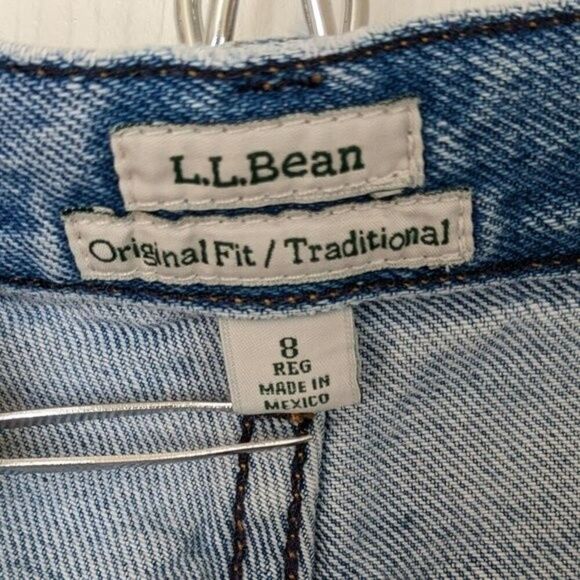 L.L.Bean
Original Fit / Traditional
8
REG
MADE IN
MEXICO